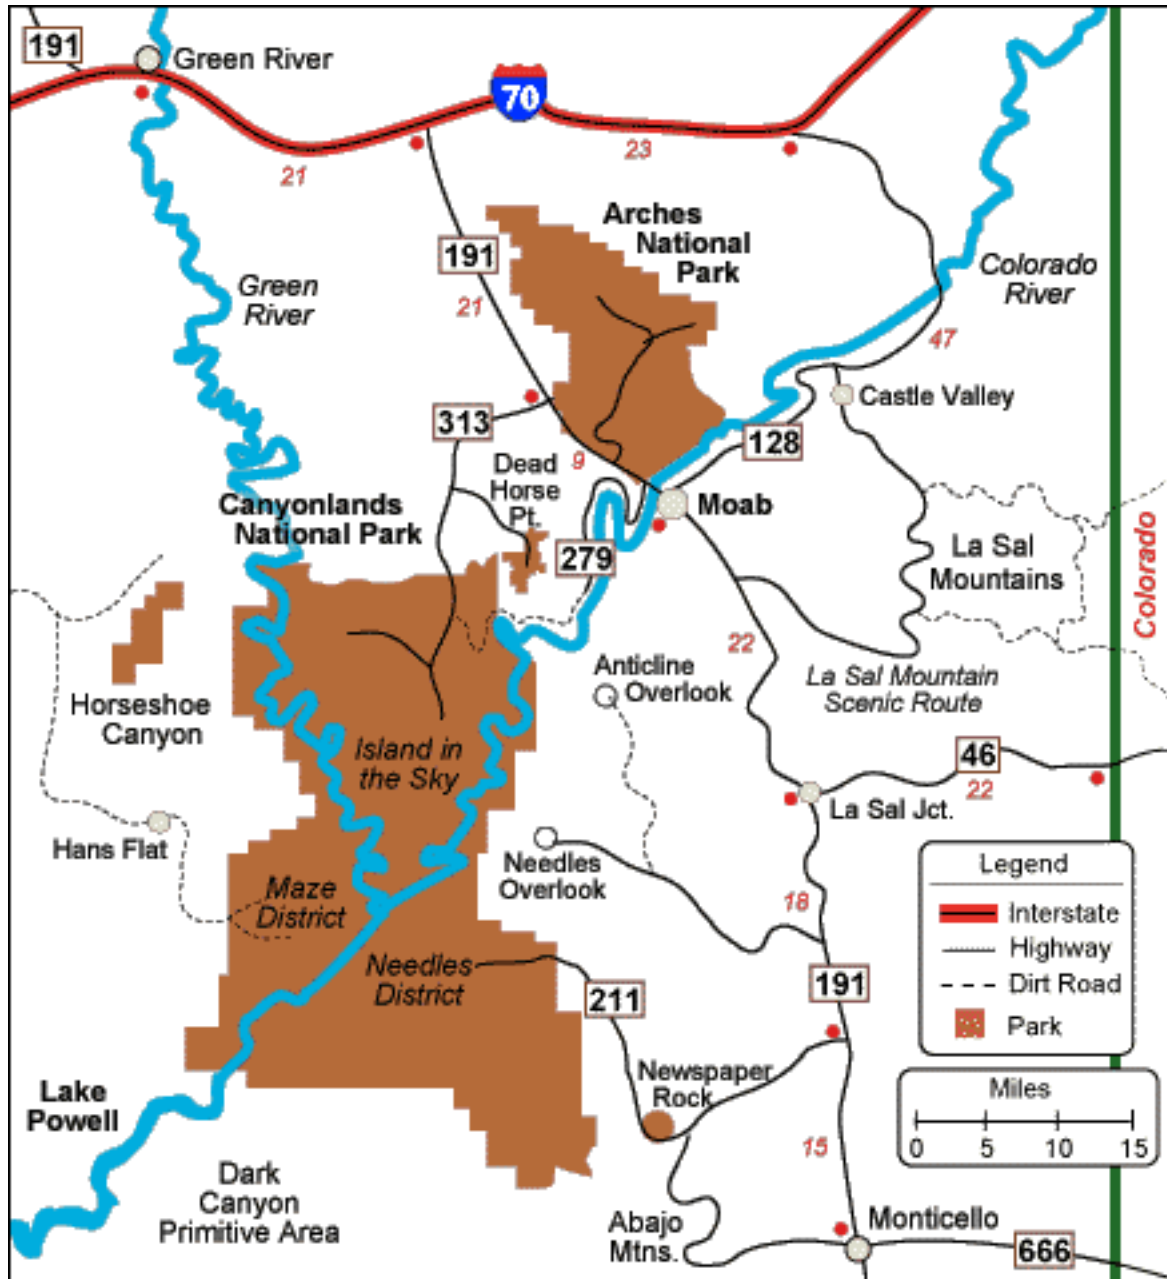 191
Green River
70
21
23
Arches
National
Park
191
Green
River
Colorado
River
21
47
Castle Valley
313
128
9
Dead
Horse
Pt.
Canyonlands
National Park
Moab
279
La Sal
Mountains
Colorado
22
Anticline
Overlook
La Sal Mountain
Scenic Route
Horseshoe
Canyon
Island in
the Sky
46
22
La Sal Jct.
Hans Flat
Needles
Overlook
Maze
District
18
Legend
Interstate
Highway
Dirt Road
Park
Needles
District
211
191
Newspaper
Rock
Miles
0 5 10 15
Lake
Powell
15
Dark
Canyon
Primitive Area
Abajo
Mtns.
Monticello
666